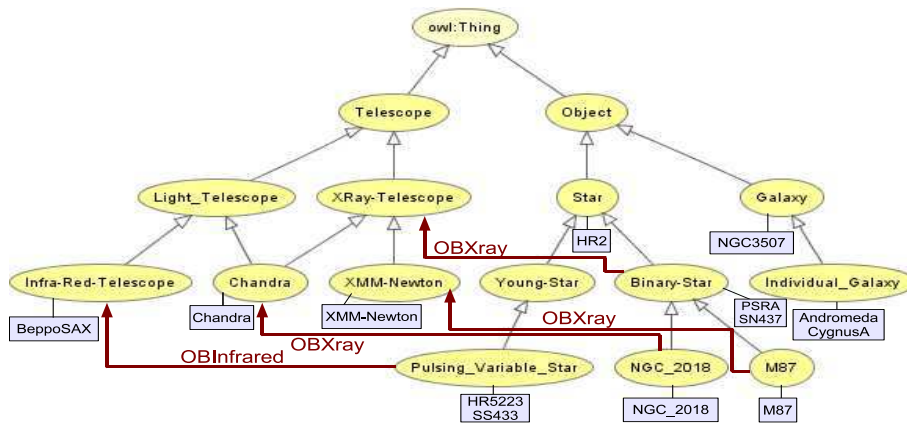 owl:Thing
Telescope
Object
Light_Telescope
XRay-Telescope
Star
Galaxy
HR2
NGC3507
OBXray
Infra-Red-Telescope
Chandra
XMM-Newton
Young-Star
Binary-Star
Individual_Galaxy
BeppoSAX
Chandra
XMM-Newton
PSRA
SN437
Andromeda
CygnusA
OBXray
OBXray
OBInfrared
Pulsing_Variable_Star
NGC_2018
M87
HR5223
SS433
NGC_2018
M87